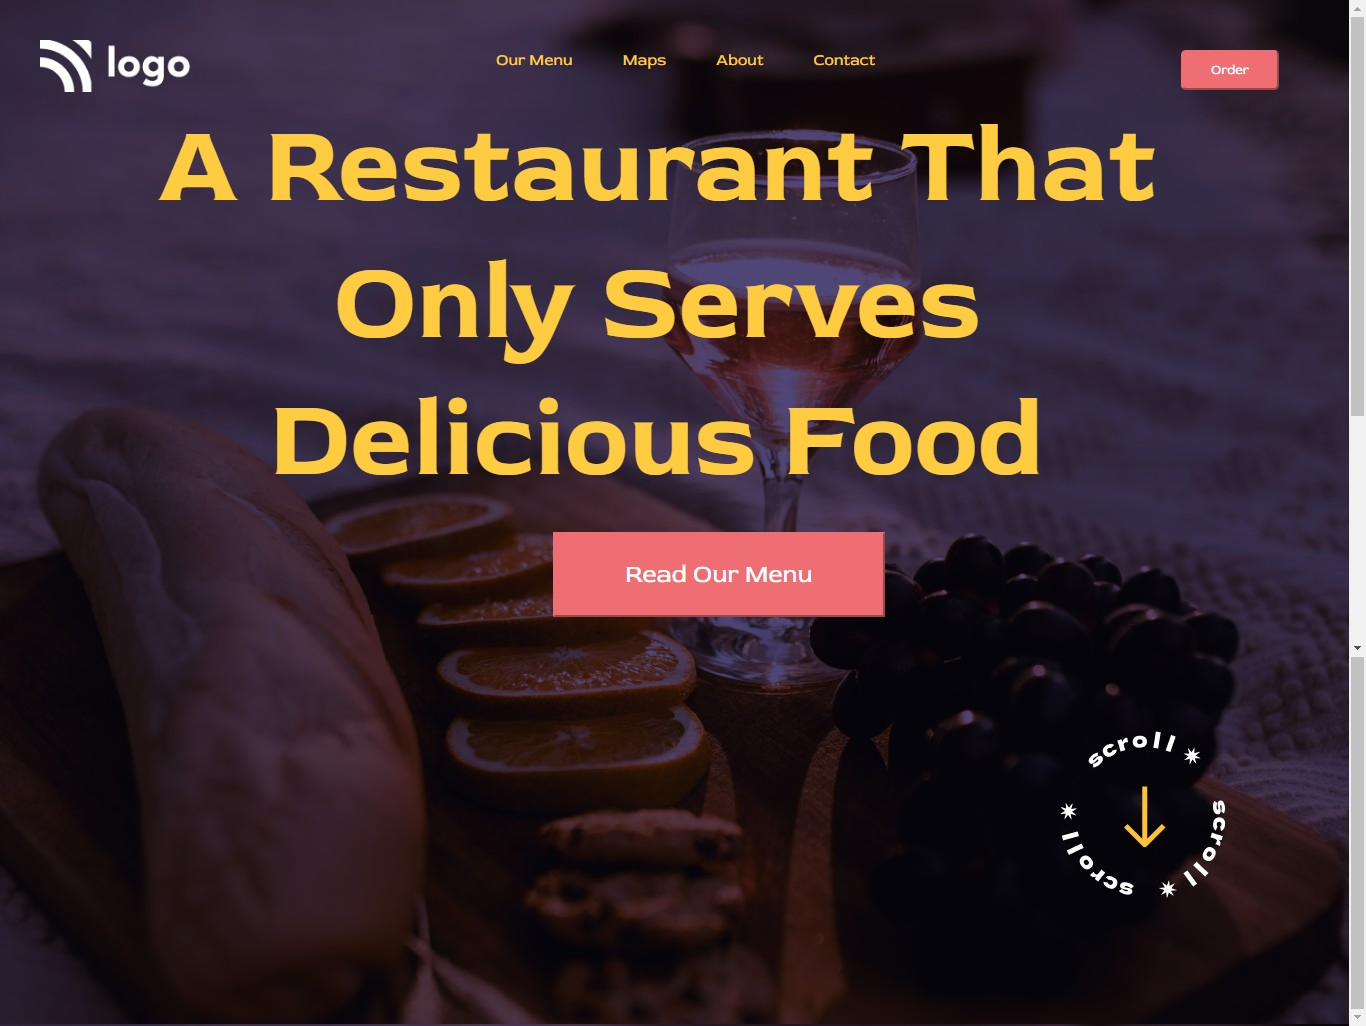 logo
Our Menu Maps About Contact
Order
A Restaurant That
Only Serves
Delicious Food
Read Our Menu
scroll
scroll
scroll